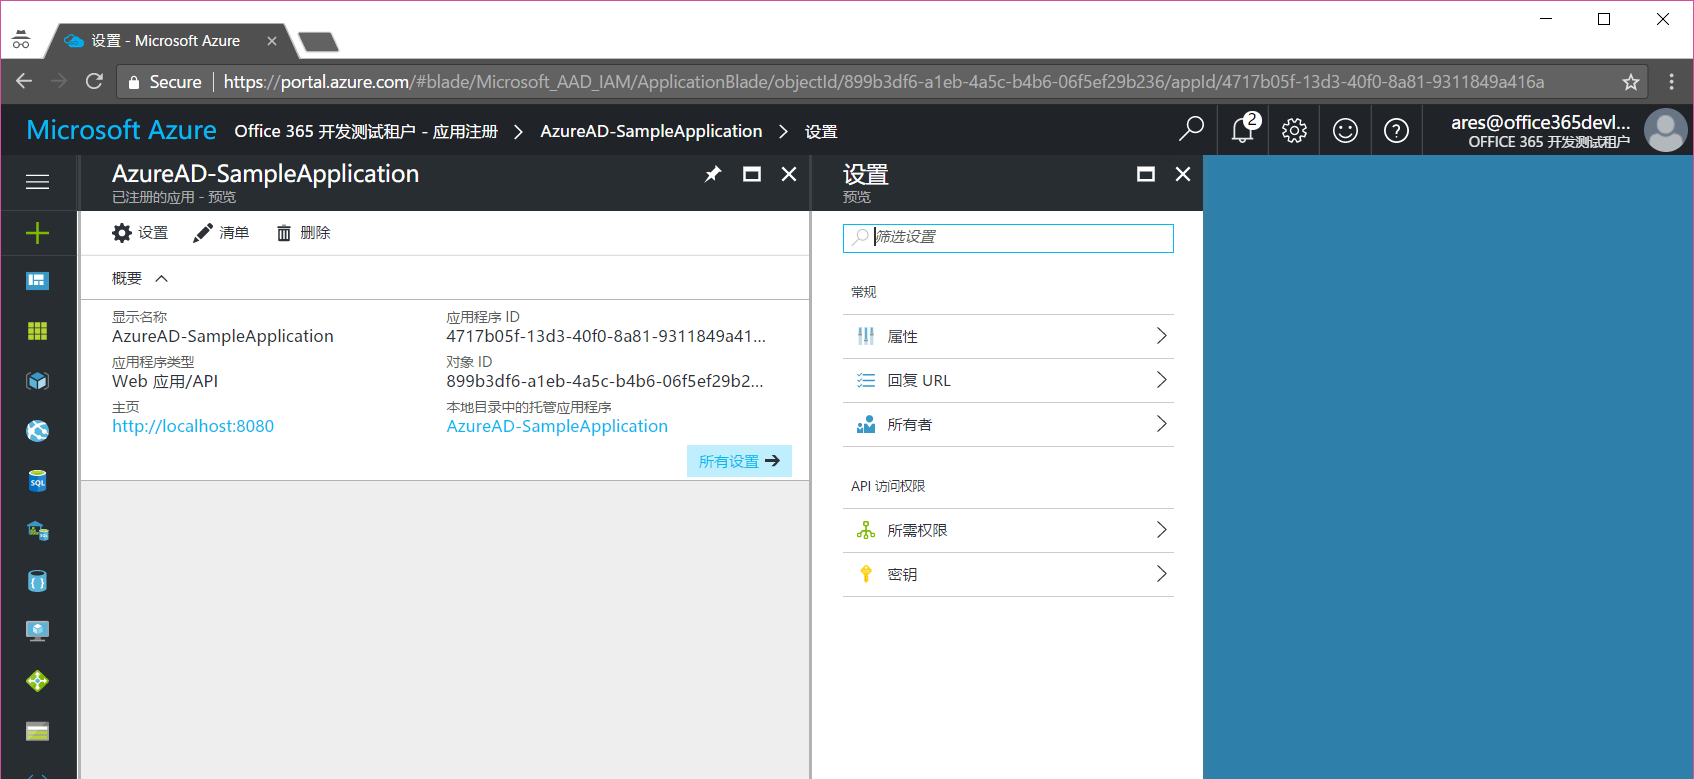 设置 - Microsoft Azure
Secure https://portal.azure.com/#blade/Microsoft_AAD_IAM/ApplicationBlade/objectId/899b3df6-a1eb-4a5c-b4b6-06f5ef29b236/appId/4717b05f-13d3-40f0-8a81-9311849a416a
Microsoft Azure Office 365 开发测试租户 - 应用注册 AzureAD-SampleApplication 设置
2
ares@office365devl...
OFFICE 365 开发测试租户
AzureAD-SampleApplication
已注册的应用 - 预览
设置 清单 删除
概要
显示名称
AzureAD-SampleApplication
应用程序 ID
4717b05f-13d3-40f0-8a81-9311849a41...
应用程序类型
Web 应用/API
对象 ID
899b3df6-a1eb-4a5c-b4b6-06f5ef29b2...
主页
http://localhost:8080
本地目录中的托管应用程序
AzureAD-SampleApplication
所有设置
设置
预览
筛选设置
常规
属性
回复 URL
所有者
API 访问权限
所需权限
密钥
SQL